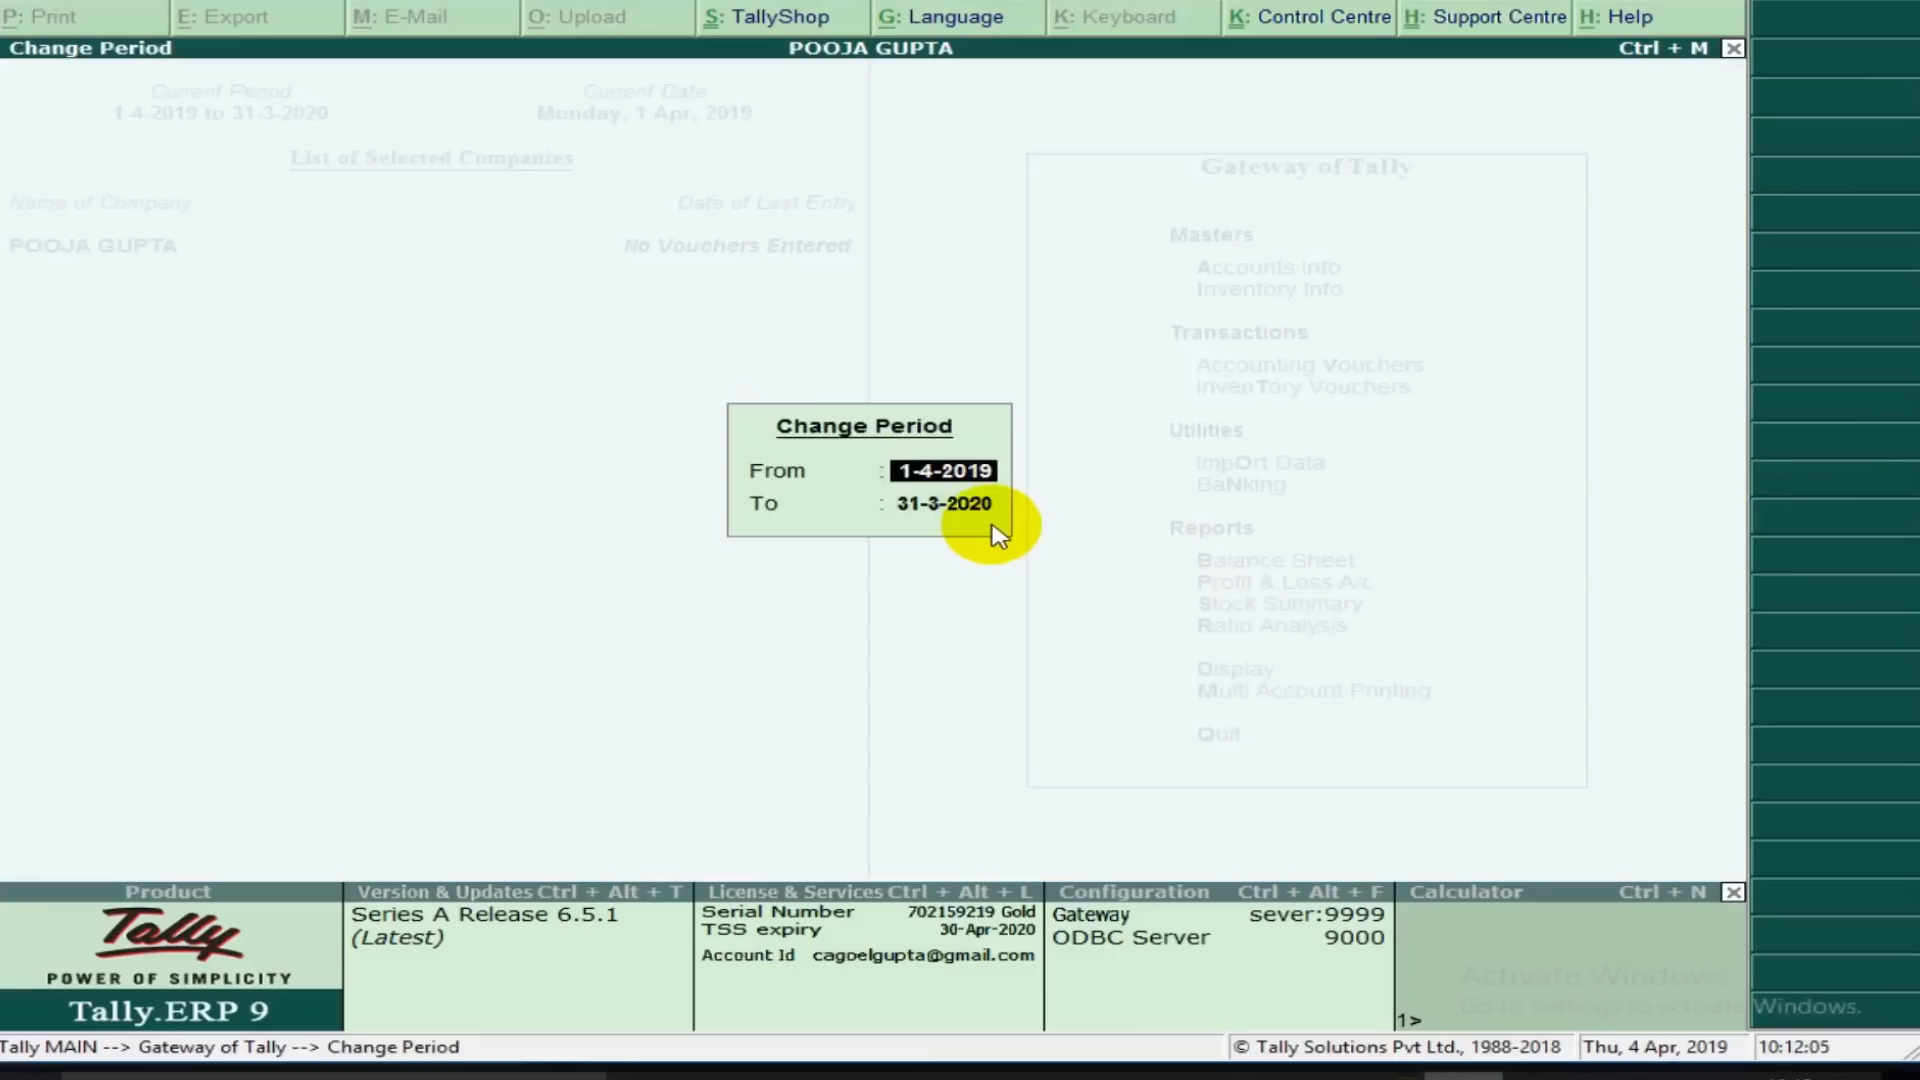 P: Print E: Export M: E-Mail O: Upload S: TallyShop G: Language K: Keyboard K: Control Centre H: Support Centre H: Help
Change Period POOJA GUPTA Ctrl + M
Current Period Current Date
1-4-2019 to 31-3-2020 Monday, 1 Apr, 2019
List of Selected Companies
Name of Company Date of Last Entry
POOJA GUPTA No Vouchers Entered
Gateway of Tally
Masters
Accounts Info.
Inventory Info.
Transactions
Accounting Vouchers
InvenTory Vouchers
Utilities
ImpOrt Data
BaNking
Reports
Balance Sheet
Profit & Loss A/c
Stock Summary
Ratio Analysis
Display
Multi Account Printing
Quit
Change Period
From : 1-4-2019
To : 31-3-2020
Product
Tally
POWER OF SIMPLICITY
Tally.ERP 9
Version & Updates Ctrl + Alt + T
Series A Release 6.5.1
(Latest)
License & Services Ctrl + Alt + L
Serial Number 702159219 Gold
TSS expiry 30-Apr-2020
Account Id cagoelgupta@gmail.com
Configuration Ctrl + Alt + F
Gateway sever:9999
ODBC Server 9000
Calculator Ctrl + N
1>
Activate Windows
Go to Settings to activate Windows.
Tally MAIN --> Gateway of Tally --> Change Period © Tally Solutions Pvt Ltd., 1988-2018 Thu, 4 Apr, 2019 10:12:05